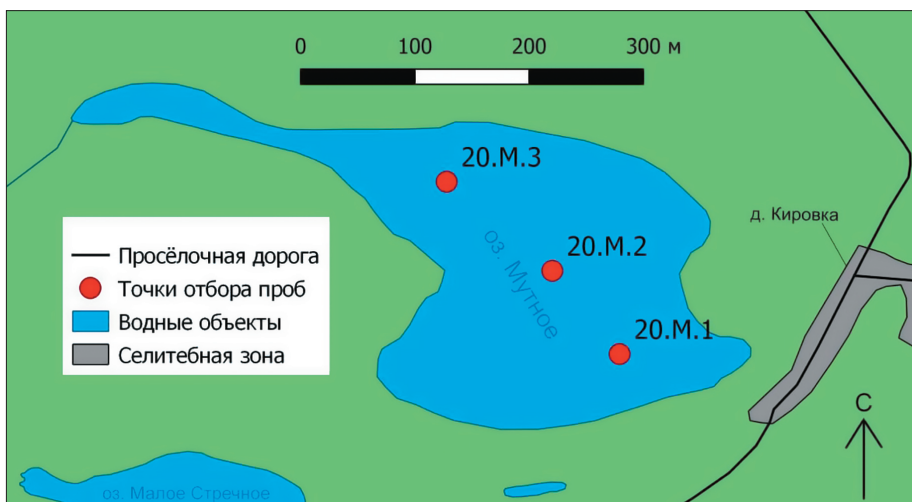 0 100 200 300 м
20.М.3
д. Кировка
20.М.2
оз. Мутное
Просёлочная дорога
Точки отбора проб
Водные объекты
Селитебная зона
20.М.1
С
оз. Малое Стречное